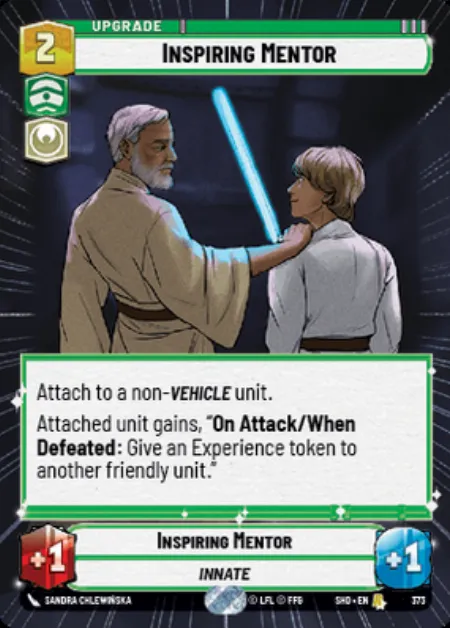 UPGRADE
2
INSPIRING MENTOR
Attach to a non-VEHICLE unit.
Attached unit gains, “On Attack/When
Defeated: Give an Experience token to
another friendly unit.”
+1
INSPIRING MENTOR
+1
INNATE
SANDRA CHLEWIŃSKA
© LFL © FFG
SHD • EN
373